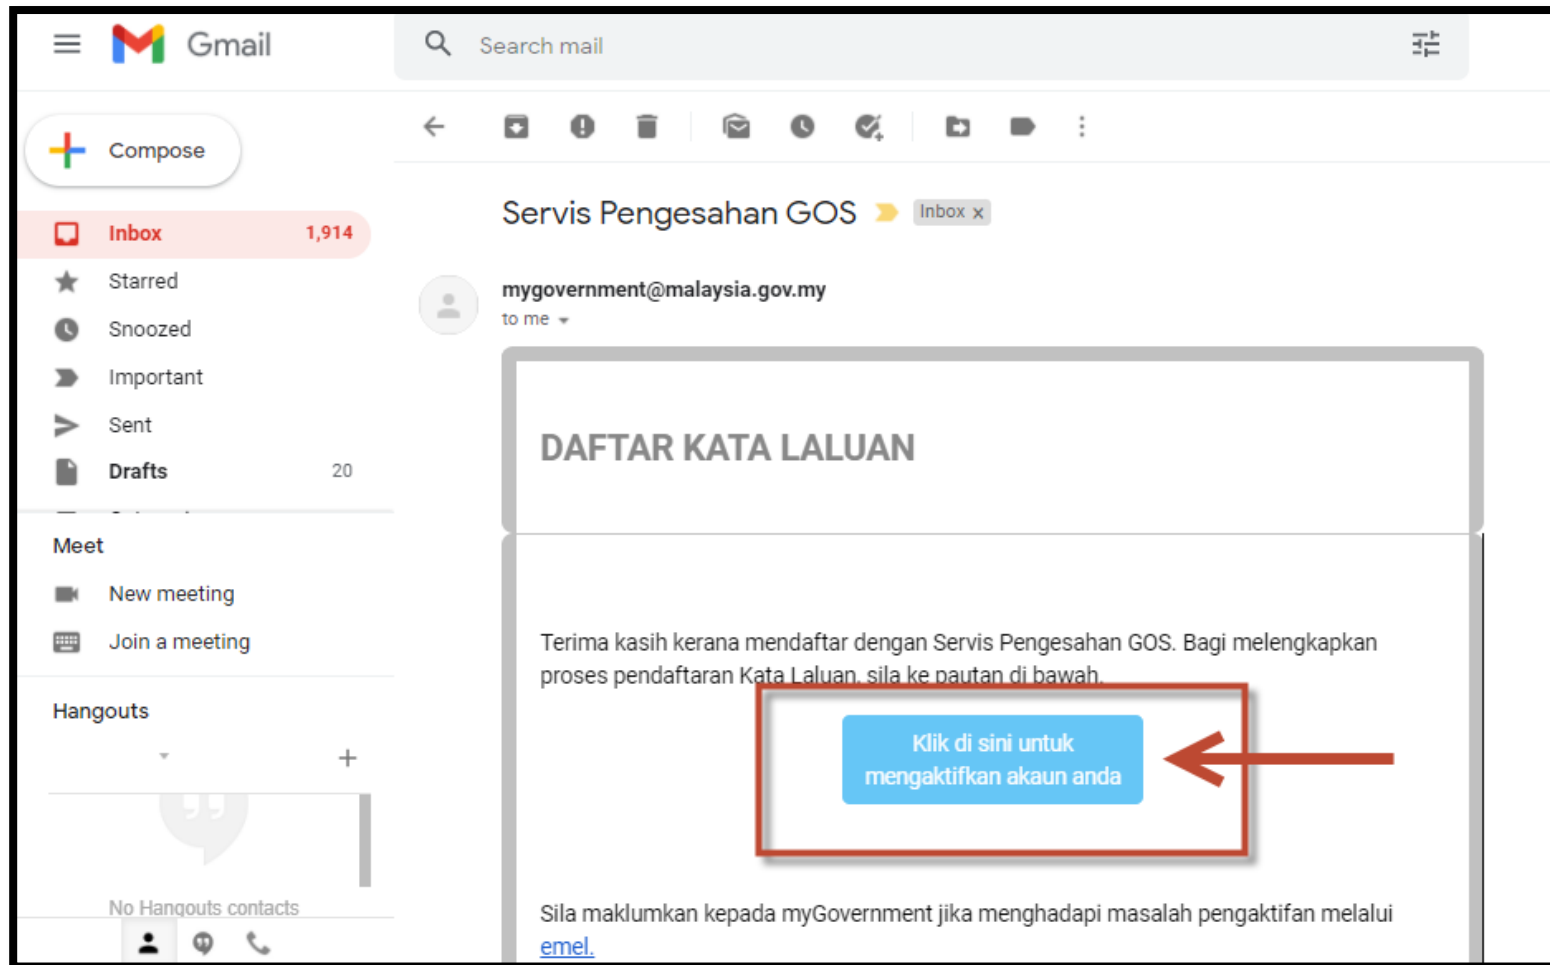 Gmail
Search mail
Compose
Inbox 1,914
Starred
Snoozed
Important
Sent
Drafts 20
Meet
New meeting
Join a meeting
Hangouts
No Hangouts contacts
Servis Pengesahan GOS Inbox x
mygovernment@malaysia.gov.my
to me
DAFTAR KATA LALUAN
Terima kasih kerana mendaftar dengan Servis Pengesahan GOS. Bagi melengkapkan
proses pendaftaran Kata Laluan, sila ke pautan di bawah.
Klik di sini untuk
mengaktifkan akaun anda
Sila maklumkan kepada myGovernment jika menghadapi masalah pengaktifan melalui
emel.